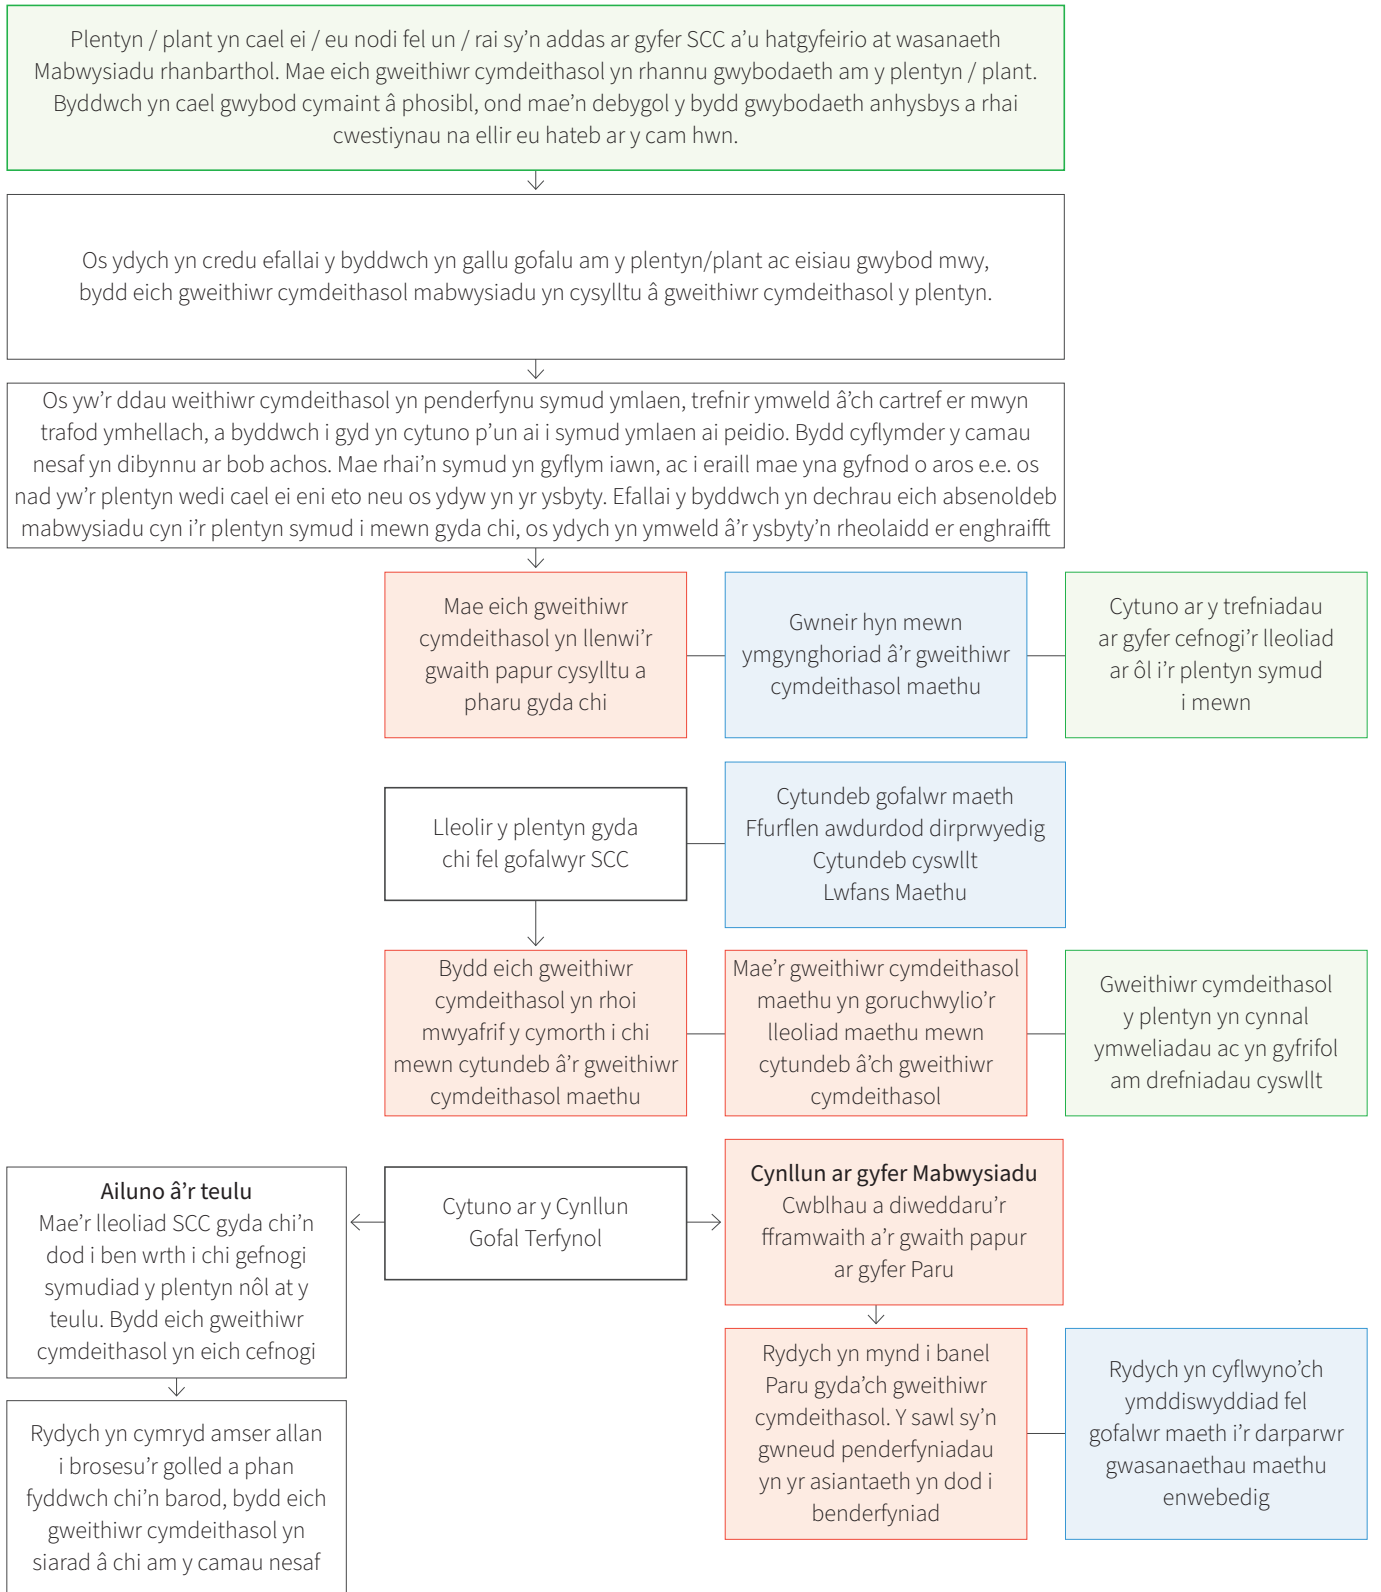 Plentyn / plant yn cael ei / eu nodi fel un / rai sy’n addas ar gyfer SCC a’u hatgyfeirio at wasanaeth
Mabwysiadu rhanbarthol. Mae eich gweithiwr cymdeithasol yn rhannu gwybodaeth am y plentyn / plant.
Byddwch yn cael gwybod cymaint â phosibl, ond mae’n debygol y bydd gwybodaeth anhysbys a rhai
cwestiynau na ellir eu hateb ar y cam hwn.
Os ydych yn credu efallai y byddwch yn gallu gofalu am y plentyn/plant ac eisiau gwybod mwy,
bydd eich gweithiwr cymdeithasol mabwysiadu yn cysylltu â gweithiwr cymdeithasol y plentyn.
Os yw’r ddau weithiwr cymdeithasol yn penderfynu symud ymlaen, trefnir ymweld â’ch cartref er mwyn
trafod ymhellach, a byddwch i gyd yn cytuno p’un ai i symud ymlaen ai peidio. Bydd cyflymder y camau
nesaf yn dibynnu ar bob achos. Mae rhai’n symud yn gyflym iawn, ac i eraill mae yna gyfnod o aros e.e. os
nad yw’r plentyn wedi cael ei eni eto neu os ydyw yn yr ysbyty. Efallai y byddwch yn dechrau eich absenoldeb
mabwysiadu cyn i’r plentyn symud i mewn gyda chi, os ydych yn ymweld â’r ysbyty’n rheolaidd er enghraifft
Mae eich gweithiwr
cymdeithasol yn llenwi’r
gwaith papur cysylltu a
pharu gyda chi
Gwneir hyn mewn
ymgynghoriad â’r gweithiwr
cymdeithasol maethu
Cytuno ar y trefniadau
ar gyfer cefnogi’r lleoliad
ar ôl i’r plentyn symud
i mewn
Lleolir y plentyn gyda
chi fel gofalwyr SCC
Cytundeb gofalwr maeth
Ffurflen awdurdod dirprwyedig
Cytundeb cyswllt
Lwfans Maethu
Bydd eich gweithiwr
cymdeithasol yn rhoi
mwyafrif y cymorth i chi
mewn cytundeb â’r gweithiwr
cymdeithasol maethu
Mae’r gweithiwr cymdeithasol
maethu yn goruchwylio’r
lleoliad maethu mewn
cytundeb â’ch gweithiwr
cymdeithasol
Gweithiwr cymdeithasol
y plentyn yn cynnal
ymweliadau ac yn gyfrifol
am drefniadau cyswllt
Ailuno â’r teulu
Mae’r lleoliad SCC gyda chi’n
dod i ben wrth i chi gefnogi
symudiad y plentyn nôl at y
teulu. Bydd eich gweithiwr
cymdeithasol yn eich cefnogi
Cytuno ar y Cynllun
Gofal Terfynol
Cynllun ar gyfer Mabwysiadu
Cwblhau a diweddaru’r
fframwaith a’r gwaith papur
ar gyfer Paru
Rydych yn cymryd amser allan
i brosesu’r golled a phan
fyddwch chi’n barod, bydd eich
gweithiwr cymdeithasol yn
siarad â chi am y camau nesaf
Rydych yn mynd i banel
Paru gyda’ch gweithiwr
cymdeithasol. Y sawl sy’n
gwneud penderfyniadau
yn yr asiantaeth yn dod i
benderfyniad
Rydych yn cyflwyno’ch
ymddiswyddiad fel
gofalwr maeth i’r darparwr
gwasanaethau maethu
enwebedig